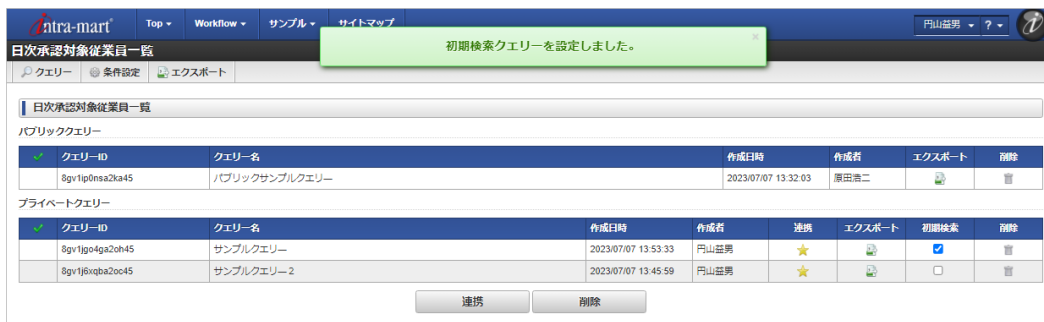 intra-mart Top Workflow サンプル サイトマップ 円山益男 ?
初期検索クエリーを設定しました。 ×
日次承認対象従業員一覧
クエリー 条件設定 エクスポート
日次承認対象従業員一覧
パブリッククエリー
クエリーID クエリー名 作成日時 作成者 エクスポート 削除
8gv1ip0nsa2ka45 パブリックサンプルクエリー 2023/07/07 13:32:03 原田浩二
プライベートクエリー
クエリーID クエリー名 作成日時 作成者 連携 エクスポート 初期検索 削除
8gv1jgo4ga2oh45 サンプルクエリー 2023/07/07 13:53:33 円山益男
8gv1j6xqba2oc45 サンプルクエリー2 2023/07/07 13:45:59 円山益男
連携 削除